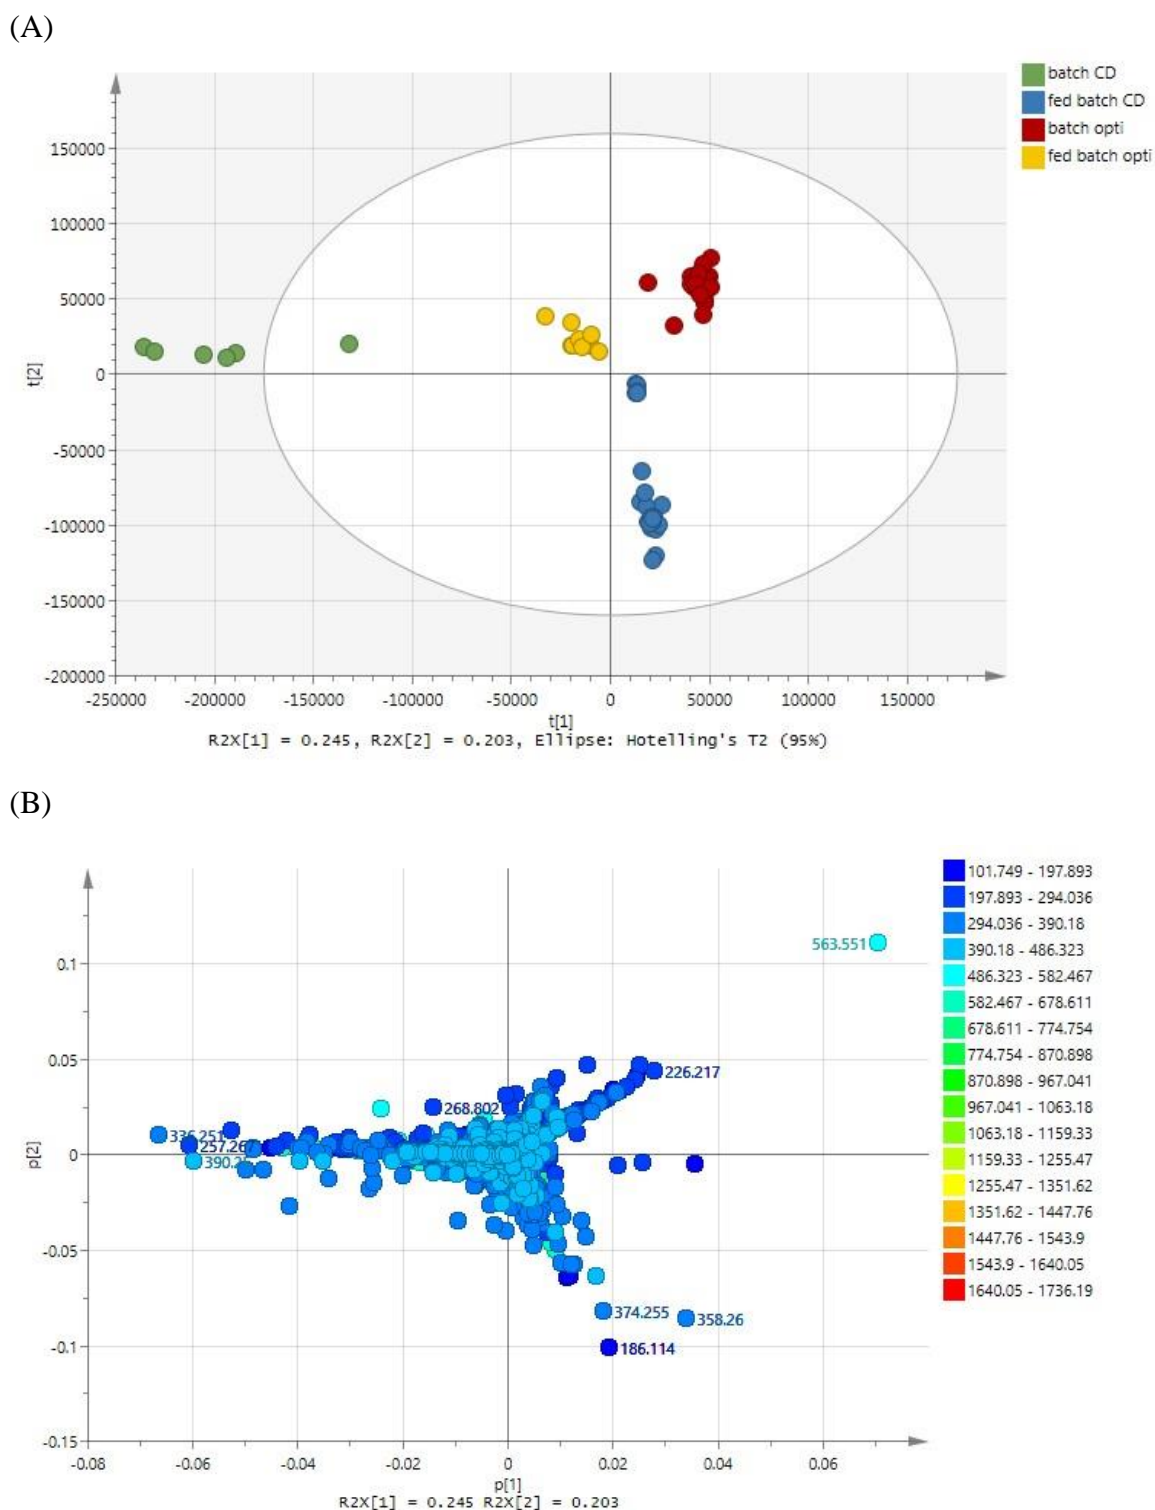 (A)
batch CD
fed batch CD
batch opti
fed batch opti
150000
100000
50000
0
-50000
-100000
-150000
-200000
t[2]
-250000 -200000 -150000 -100000 -50000 0 50000 100000 150000
t[1]
R2X[1] = 0.245, R2X[2] = 0.203, Ellipse: Hotelling's T2 (95%)
(B)
101.749 - 197.893
197.893 - 294.036
294.036 - 390.18
390.18 - 486.323
486.323 - 582.467
582.467 - 678.611
678.611 - 774.754
774.754 - 870.898
870.898 - 967.041
967.041 - 1063.18
1063.18 - 1159.33
1159.33 - 1255.47
1255.47 - 1351.62
1351.62 - 1447.76
1447.76 - 1543.9
1543.9 - 1640.05
1640.05 - 1736.19
563.551
226.217
268.802
336.251
257.26
390.2
374.255
358.26
186.114
0.1
0.05
0
-0.05
-0.1
-0.15
p[2]
-0.08 -0.06 -0.04 -0.02 0 0.02 0.04 0.06
p[1]
R2X[1] = 0.245 R2X[2] = 0.203